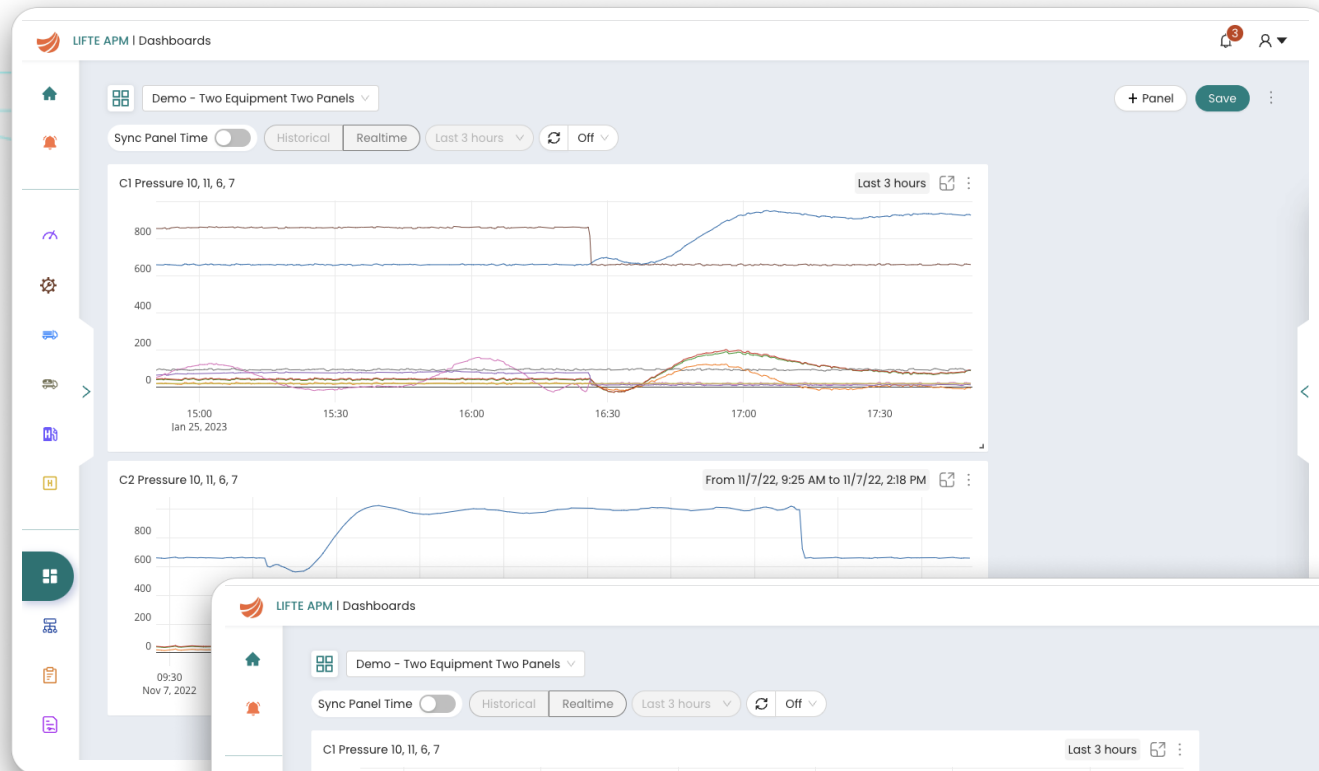 LIFTE APM | Dashboards
3
Demo - Two Equipment Two Panels
+ Panel
Save
Sync Panel Time
Historical
Realtime
Last 3 hours
Off
C1 Pressure 10, 11, 6, 7
Last 3 hours
800
600
400
200
0
15:00
15:30
16:00
16:30
17:00
17:30
Jan 25, 2023
C2 Pressure 10, 11, 6, 7
From 11/7/22, 9:25 AM to 11/7/22, 2:18 PM
800
600
400
200
0
09:30
Nov 7, 2022
H
H
LIFTE APM | Dashboards
Demo - Two Equipment Two Panels
Sync Panel Time
Historical
Realtime
Last 3 hours
Off
C1 Pressure 10, 11, 6, 7
Last 3 hours